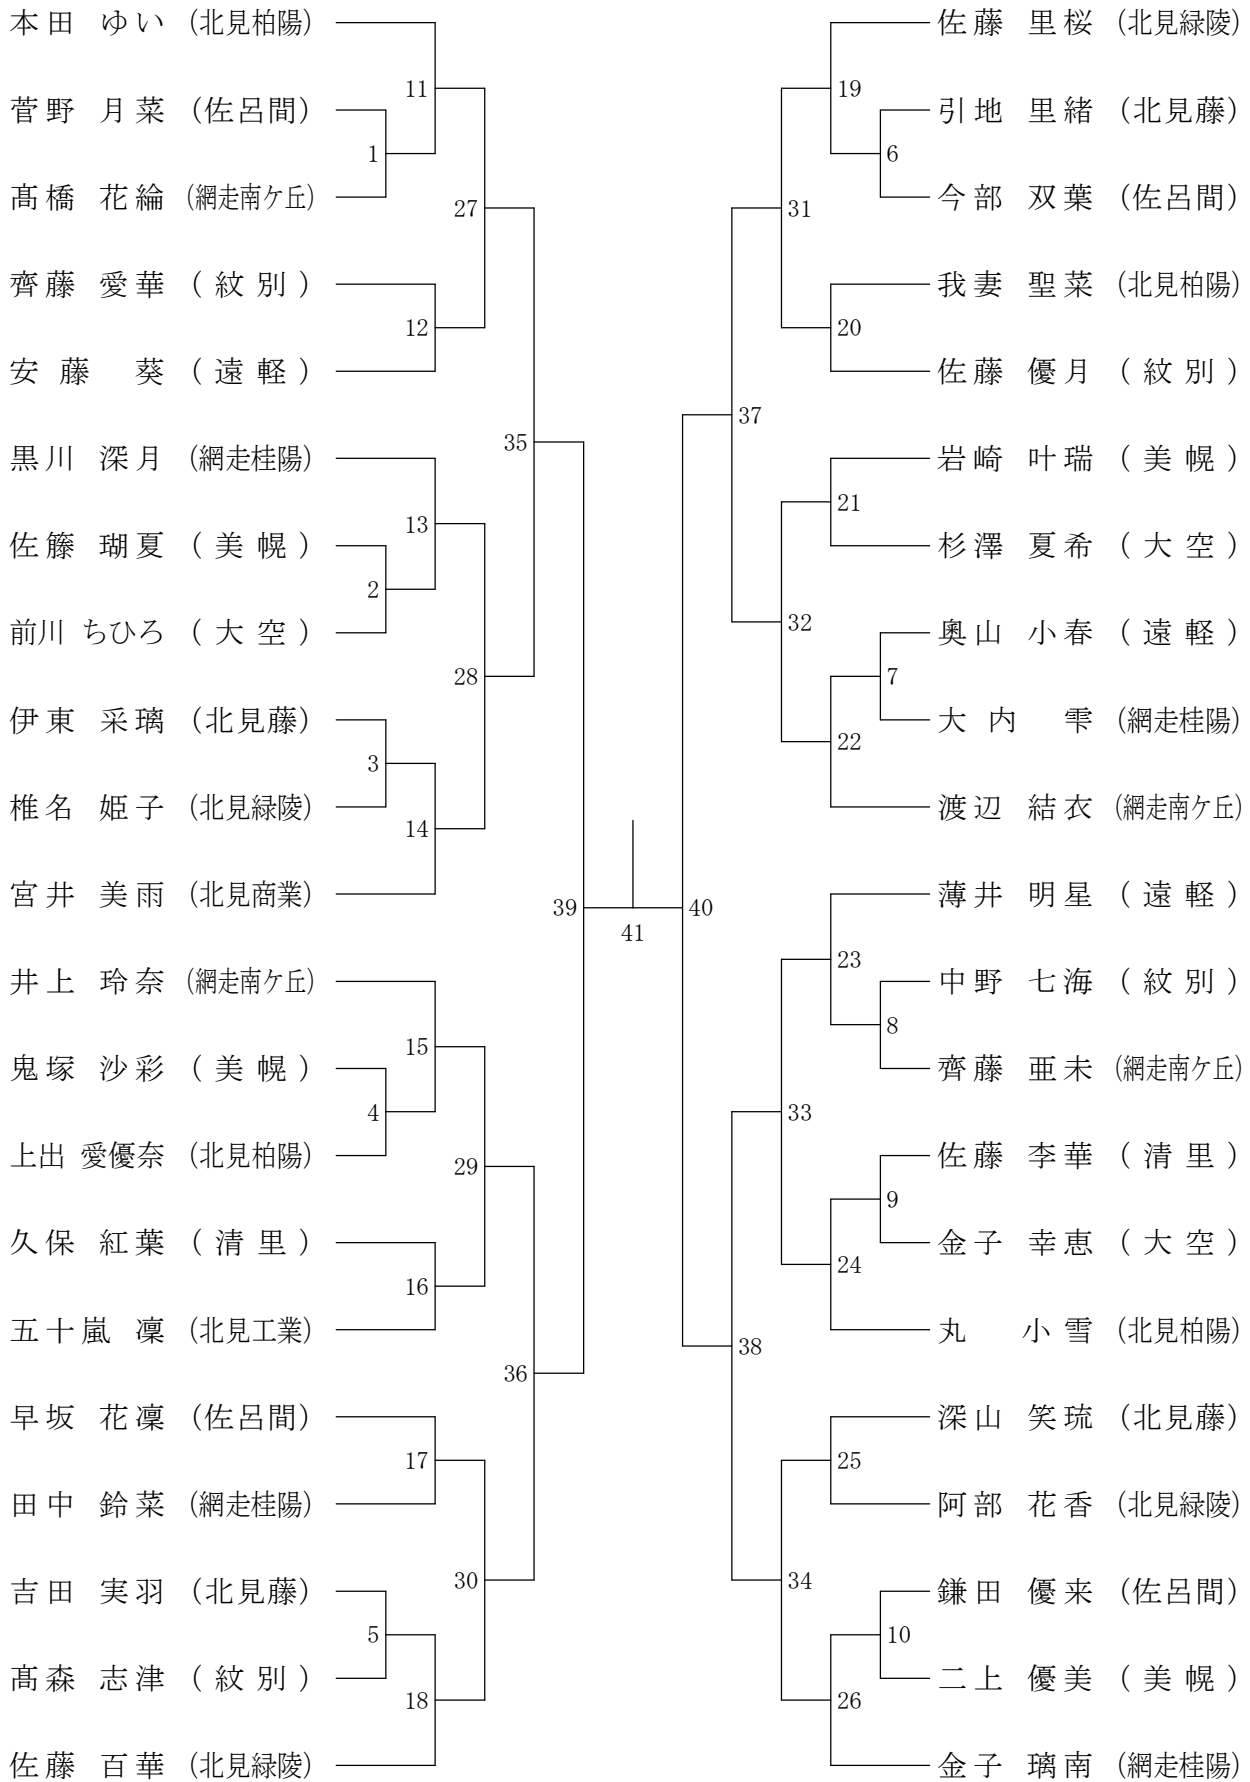 本田 ゆい (北見柏陽)
菅野 月菜 (佐呂間)
髙橋 花綸 (網走南ケ丘)
齊藤 愛華 (紋別)
安藤 葵 (遠軽)
黒川 深月 (網走桂陽)
佐籐 瑚夏 (美幌)
前川 ちひろ (大空)
伊東 采璃 (北見藤)
椎名 姫子 (北見緑陵)
宮井 美雨 (北見商業)
井上 玲奈 (網走南ケ丘)
鬼塚 沙彩 (美幌)
上出 愛優奈 (北見柏陽)
久保 紅葉 (清里)
五十嵐 凜 (北見工業)
早坂 花凜 (佐呂間)
田中 鈴菜 (網走桂陽)
吉田 実羽 (北見藤)
髙森 志津 (紋別)
佐藤 百華 (北見緑陵)
1
2
3
4
5
11
12
13
14
15
16
17
18
27
28
29
30
35
36
39
41
40
37
38
31
32
33
34
19
20
21
22
23
24
25
26
6
7
8
9
10
佐藤 里桜 (北見緑陵)
引地 里緒 (北見藤)
今部 双葉 (佐呂間)
我妻 聖菜 (北見柏陽)
佐藤 優月 (紋別)
岩崎 叶瑞 (美幌)
杉澤 夏希 (大空)
奥山 小春 (遠軽)
大内 雫 (網走桂陽)
渡辺 結衣 (網走南ケ丘)
薄井 明星 (遠軽)
中野 七海 (紋別)
齊藤 亜未 (網走南ケ丘)
佐藤 李華 (清里)
金子 幸恵 (大空)
丸 小雪 (北見柏陽)
深山 笑琉 (北見藤)
阿部 花香 (北見緑陵)
鎌田 優来 (佐呂間)
二上 優美 (美幌)
金子 璃南 (網走桂陽)